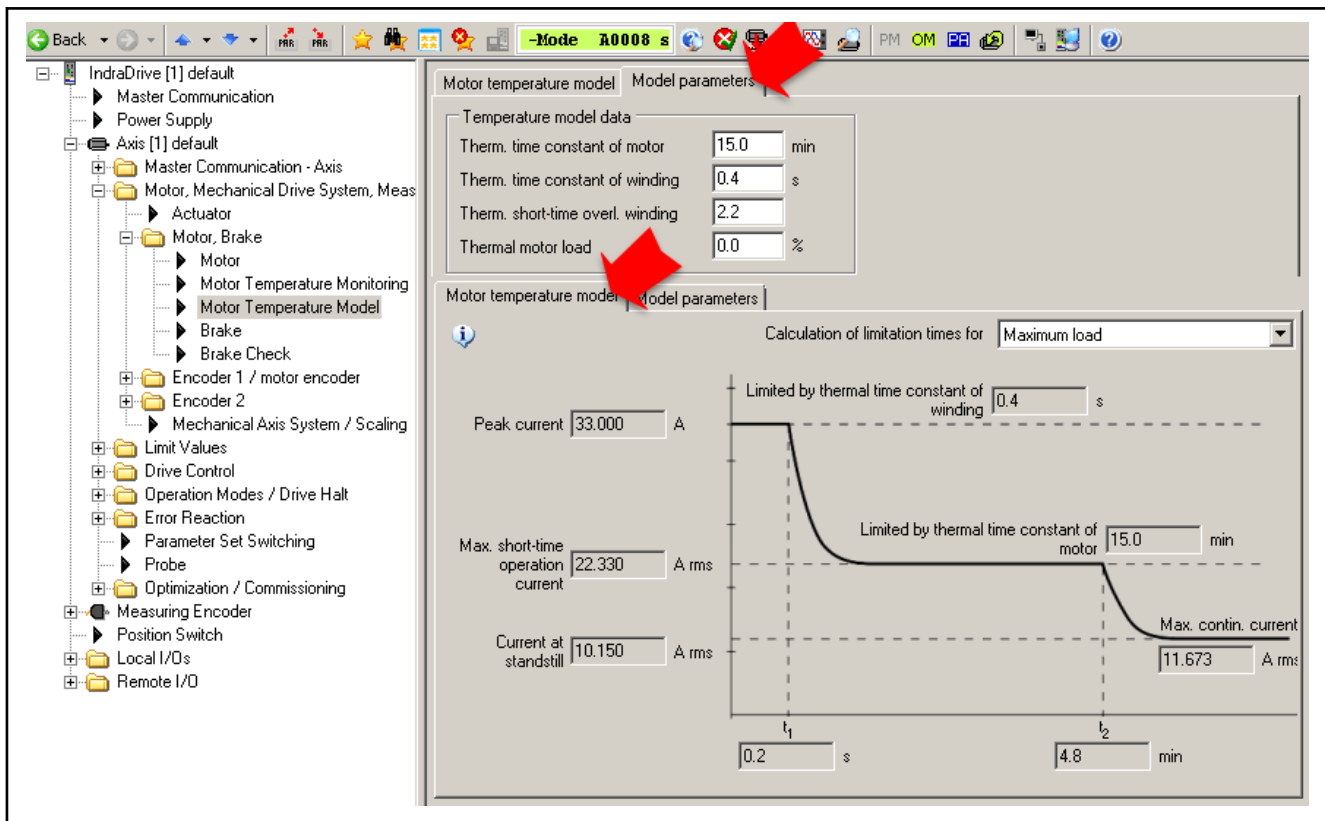 Back
PAR PAR
-Mode A0008 s
PM OM PA
IndraDrive [1] default
Master Communication
Power Supply
Axis [1] default
Master Communication - Axis
Motor, Mechanical Drive System, Meas
Actuator
Motor, Brake
Motor
Motor Temperature Monitoring
Motor Temperature Model
Brake
Brake Check
Encoder 1 / motor encoder
Encoder 2
Mechanical Axis System / Scaling
Limit Values
Drive Control
Operation Modes / Drive Halt
Error Reaction
Parameter Set Switching
Probe
Optimization / Commissioning
Measuring Encoder
Position Switch
Local I/Os
Remote I/O
Motor temperature model Model parameters
Temperature model data
Therm. time constant of motor 15.0 min
Therm. time constant of winding 0.4 s
Therm. short-time overl. winding 2.2
Thermal motor load 0.0 %
Motor temperature model Model parameters
Calculation of limitation times for Maximum load
Limited by thermal time constant of
winding 0.4 s
Peak current 33.000 A
Limited by thermal time constant of
motor 15.0 min
Max. short-time
operation 22.330 A rms
current
Max. contin. current
Current at
standstill 10.150 A rms
11.673 A rms
t1 t2
0.2 s 4.8 min